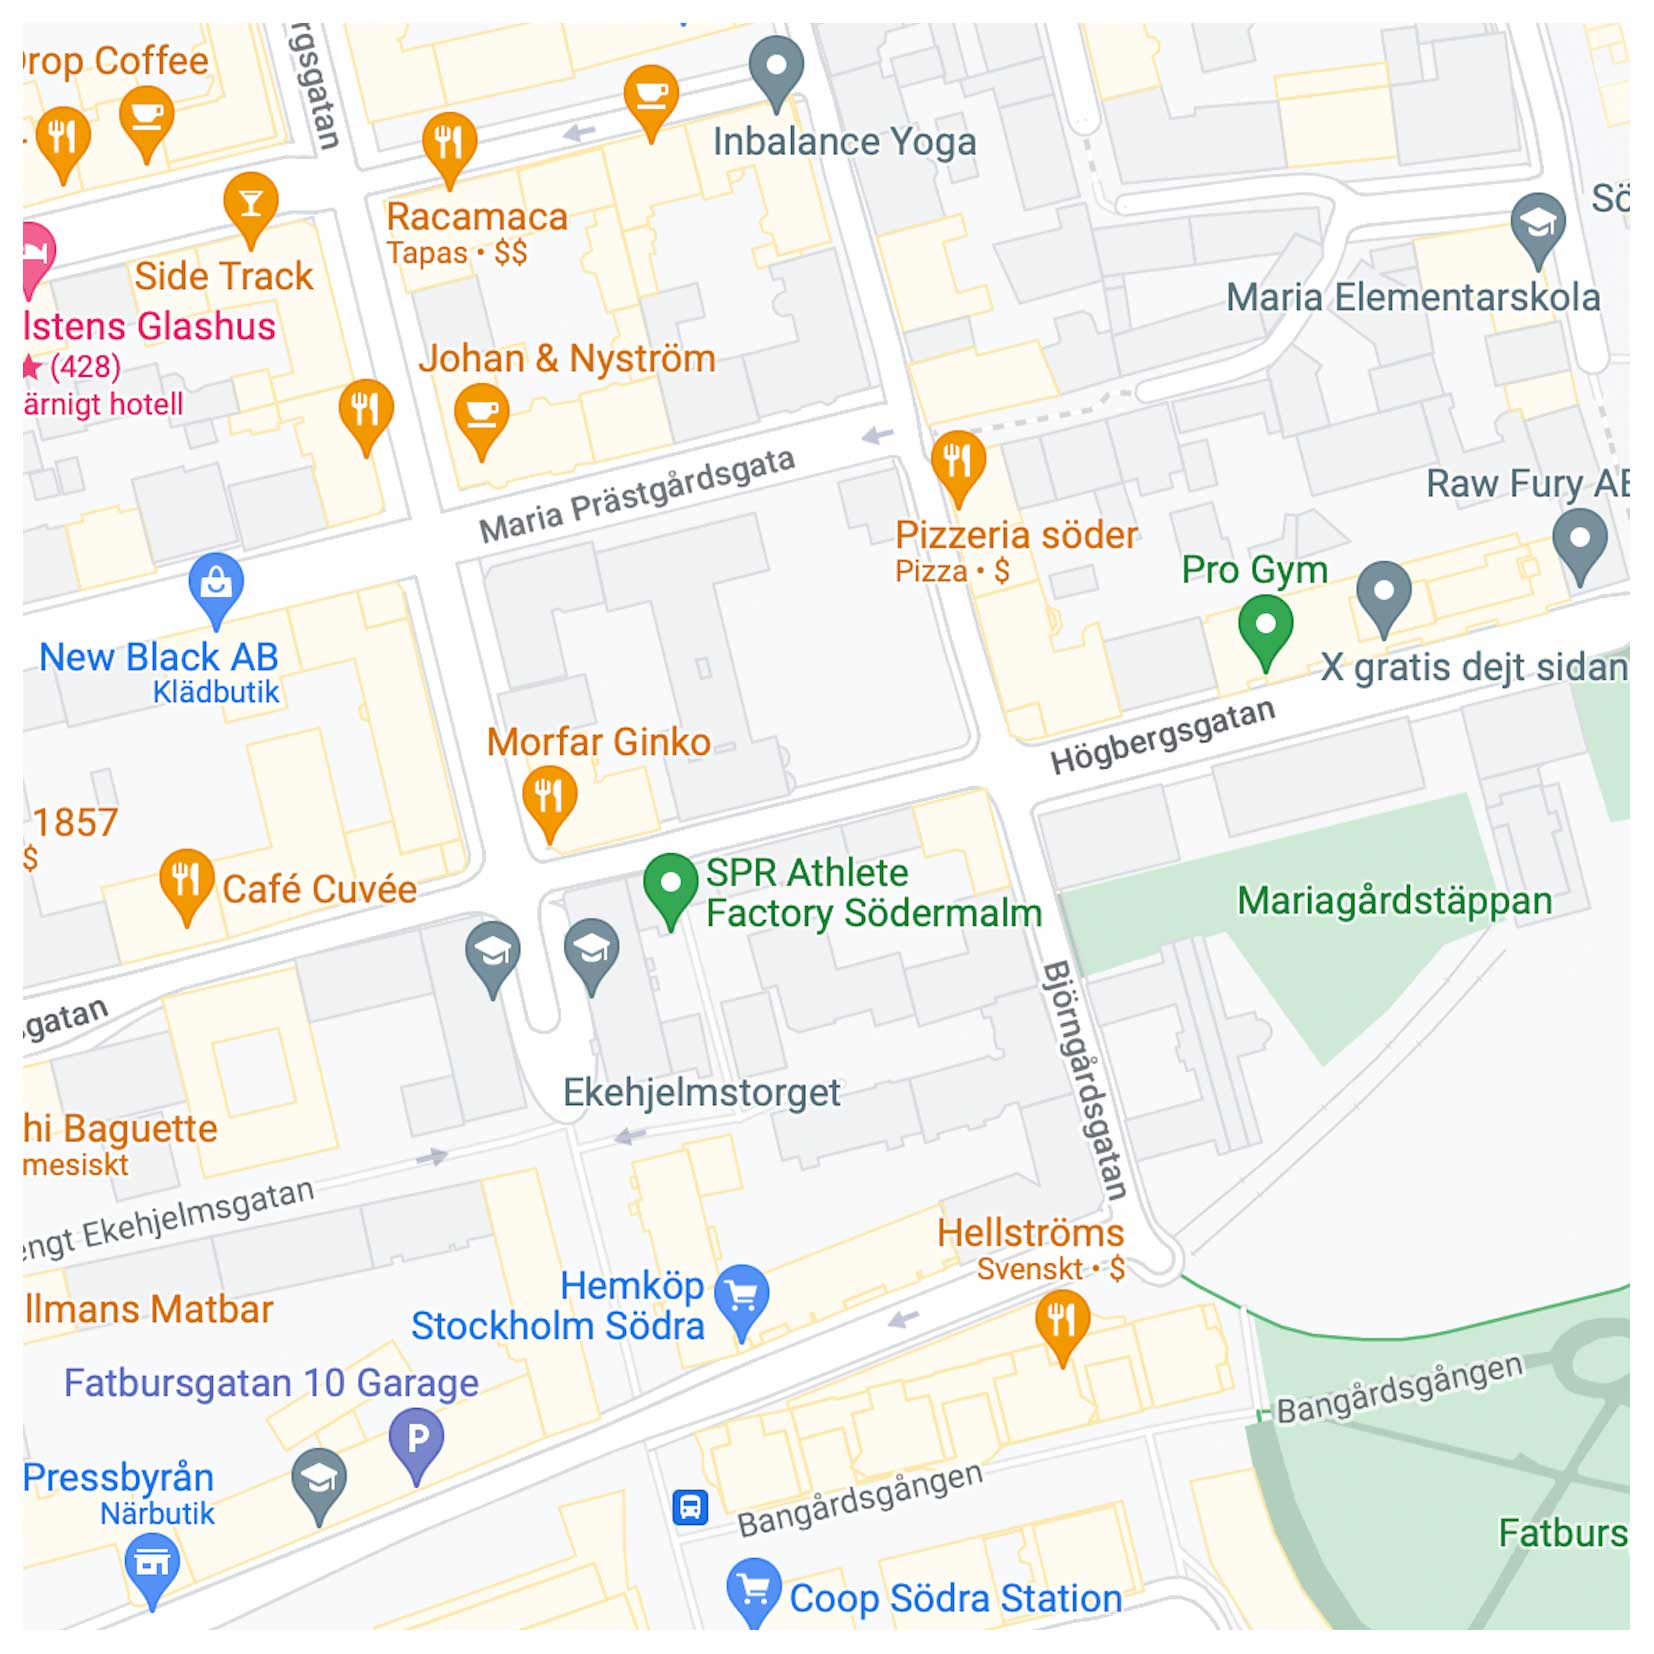 Drop Coffee
rgsgatan
Inbalance Yoga
Racamaca
Tapas • $$
Side Track
Sö
Maria Elementarskola
lstens Glashus
(428)
ärnigt hotell
Johan & Nyström
Maria Prästgårdsgata
Raw Fury AB
Pizzeria söder
Pizza • $
Pro Gym
New Black AB
Klädbutik
X gratis dejt sidan
Högbergsgatan
Morfar Ginko
1857
$
Café Cuvée
SPR Athlete
Factory Södermalm
Mariagårdstäppan
Björngårdsgatan
sgatan
Ekehjelmstorget
hi Baguette
mesiskt
engt Ekehjelmsgatan
Hellströms
Svenskt • $
Hemköp
Stockholm Södra
llmans Matbar
Fatbursgatan 10 Garage
P
Bangårdsgången
Pressbyrån
Närbutik
Bangårdsgången
Fatburs
Coop Södra Station